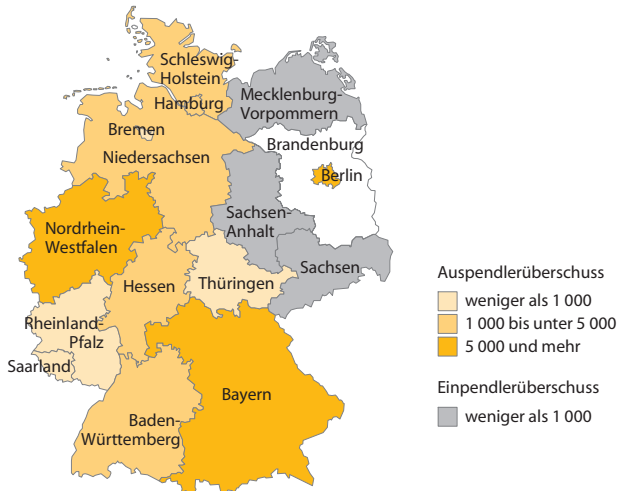 Schleswig-
Holstein
Hamburg
Mecklenburg-
Vorpommern
Bremen
Niedersachsen
Brandenburg
Berlin
Nordrhein-
Westfalen
Sachsen-
Anhalt
Sachsen
Hessen
Thüringen
Rheinland-
Pfalz
Saarland
Bayern
Baden-
Württemberg
Auspendlerüberschuss
weniger als 1 000
1 000 bis unter 5 000
5 000 und mehr
Einpendlerüberschuss
weniger als 1 000